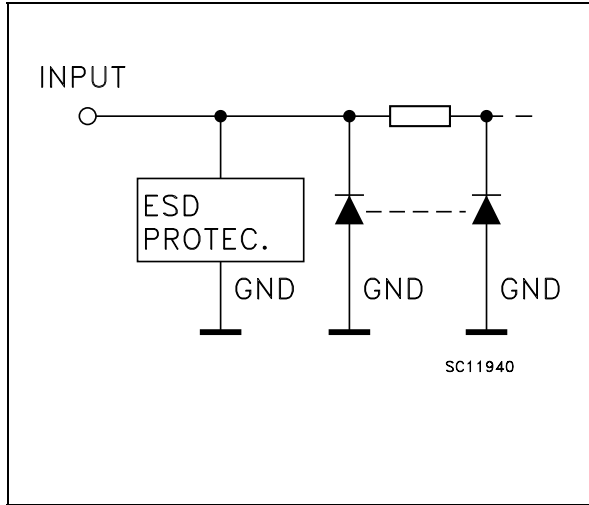 INPUT
ESD
PROTEC.
GND
GND
GND
SC11940